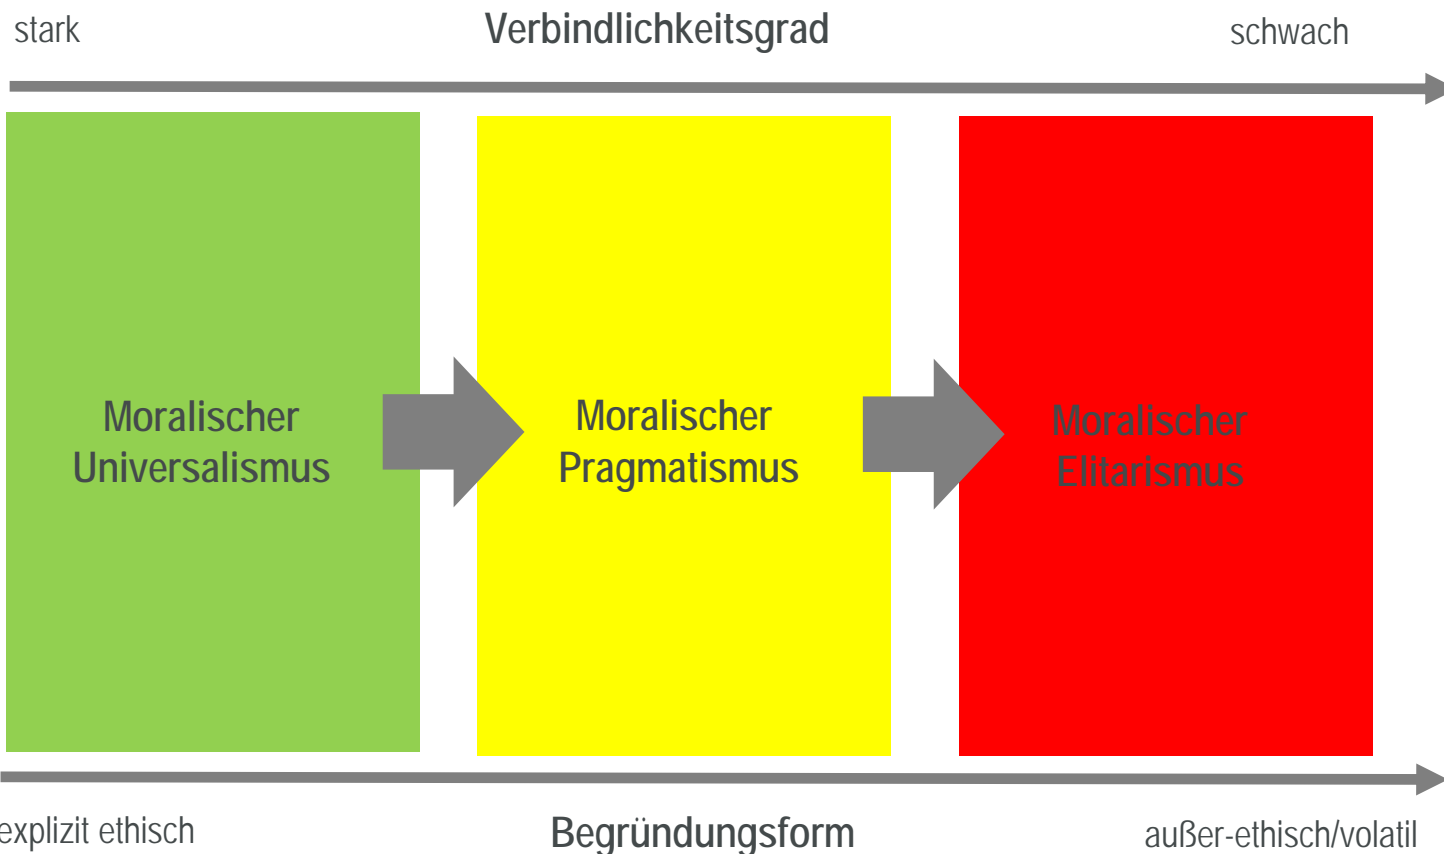 stark
Verbindlichkeitsgrad
schwach
Moralischer
Universalismus
Moralischer
Pragmatismus
Moralischer
Elitarismus
explizit ethisch
Begründungsform
außer-ethisch/volatil